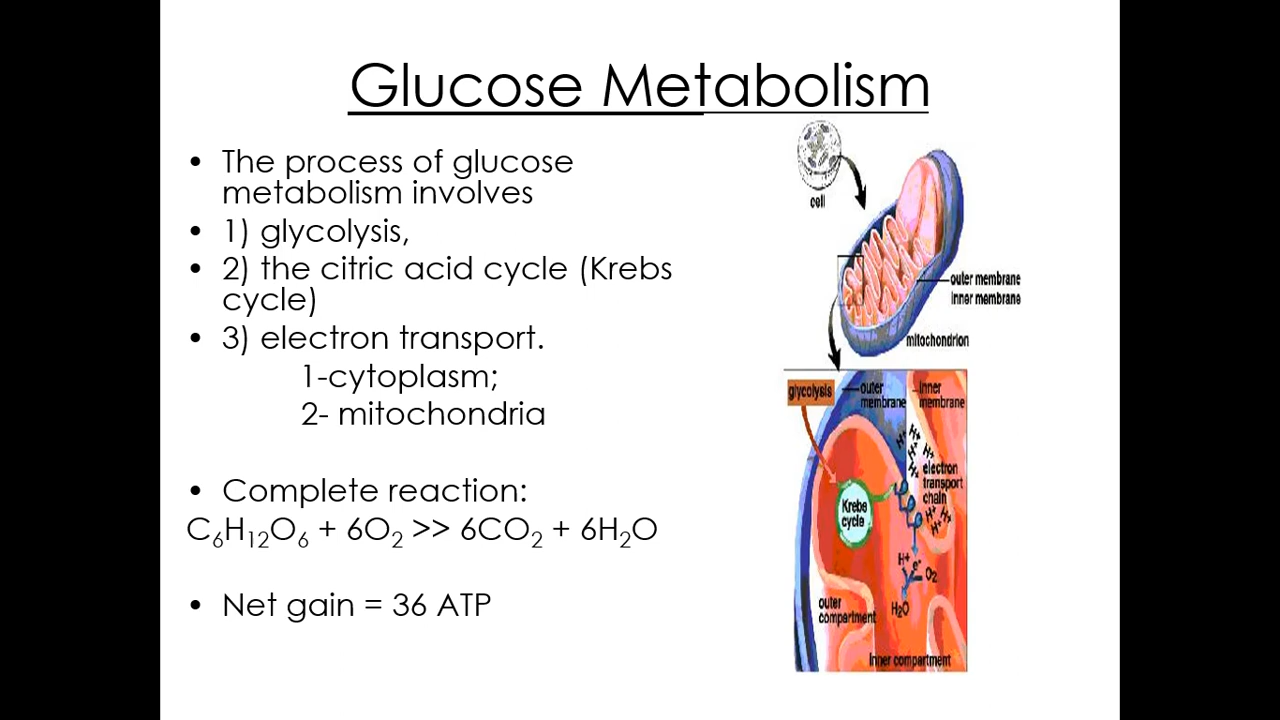 Glucose Metabolism
• The process of glucose
metabolism involves
• 1) glycolysis,
• 2) the citric acid cycle (Krebs
cycle)
• 3) electron transport.
1-cytoplasm;
2- mitochondria
• Complete reaction:
C₆H₁₂O₆ + 6O₂ >> 6CO₂ + 6H₂O
• Net gain = 36 ATP
cell
outer membrane
inner membrane
mitochondrion
glycolysis
outer
membrane
inner
membrane
H⁺ H⁺
H⁺ H⁺
H⁺
electron
transport
chain
H⁺ H⁺
H⁺
Krebs
cycle
H⁺ e⁻
O₂
H₂O
outer
compartment
inner compartment